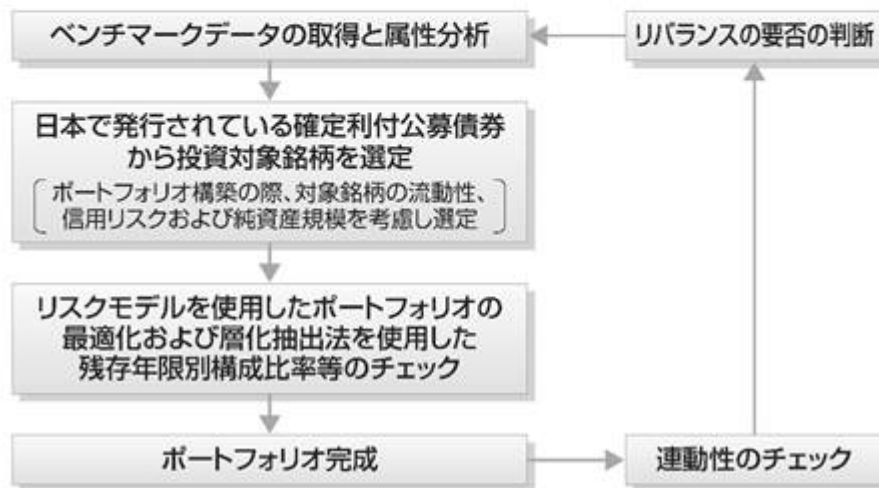 ベンチマークデータの取得と属性分析
リバランスの要否の判断
日本で発行されている確定利付公募債券
から投資対象銘柄を選定
ポートフォリオ構築の際、対象銘柄の流動性、
信用リスクおよび純資産規模を考慮し選定
リスクモデルを使用したポートフォリオの
最適化および層化抽出法を使用した
残存年限別構成比率等のチェック
ポートフォリオ完成
連動性のチェック